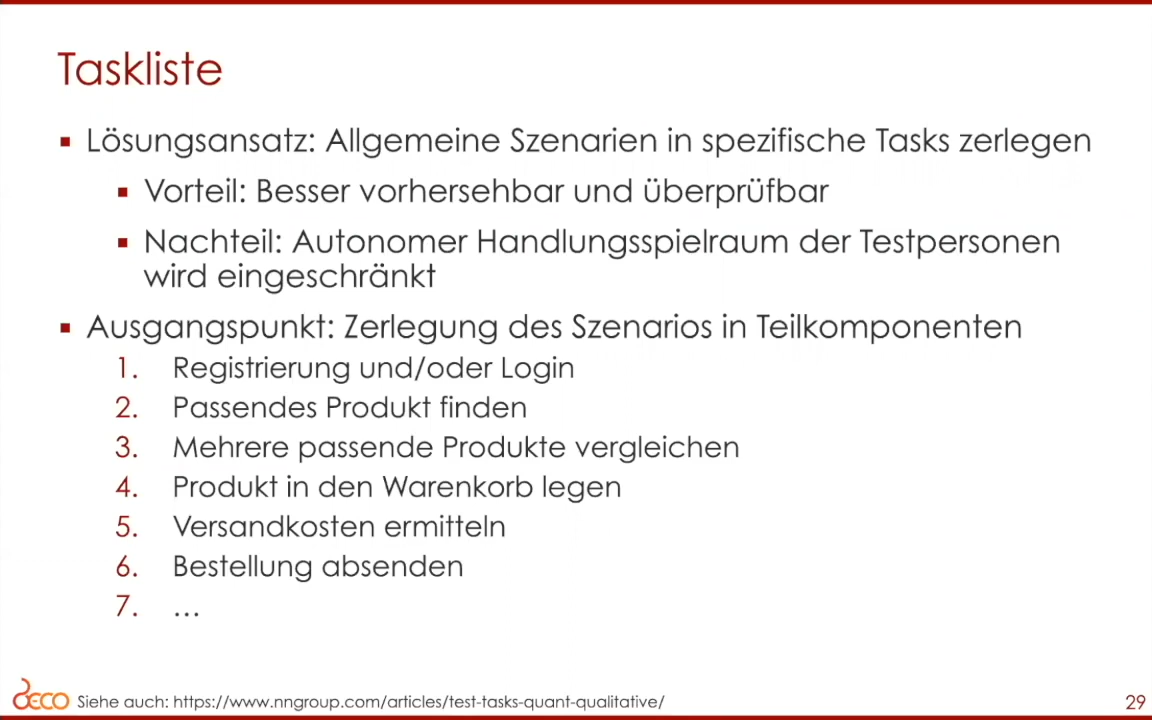 Taskliste
▪ Lösungsansatz: Allgemeine Szenarien in spezifische Tasks zerlegen
▪ Vorteil: Besser vorhersehbar und überprüfbar
▪ Nachteil: Autonomer Handlungsspielraum der Testpersonen
wird eingeschränkt
▪ Ausgangspunkt: Zerlegung des Szenarios in Teilkomponenten
1. Registrierung und/oder Login
2. Passendes Produkt finden
3. Mehrere passende Produkte vergleichen
4. Produkt in den Warenkorb legen
5. Versandkosten ermitteln
6. Bestellung absenden
7. …
DECO Siehe auch: https://www.nngroup.com/articles/test-tasks-quant-qualitative/
29